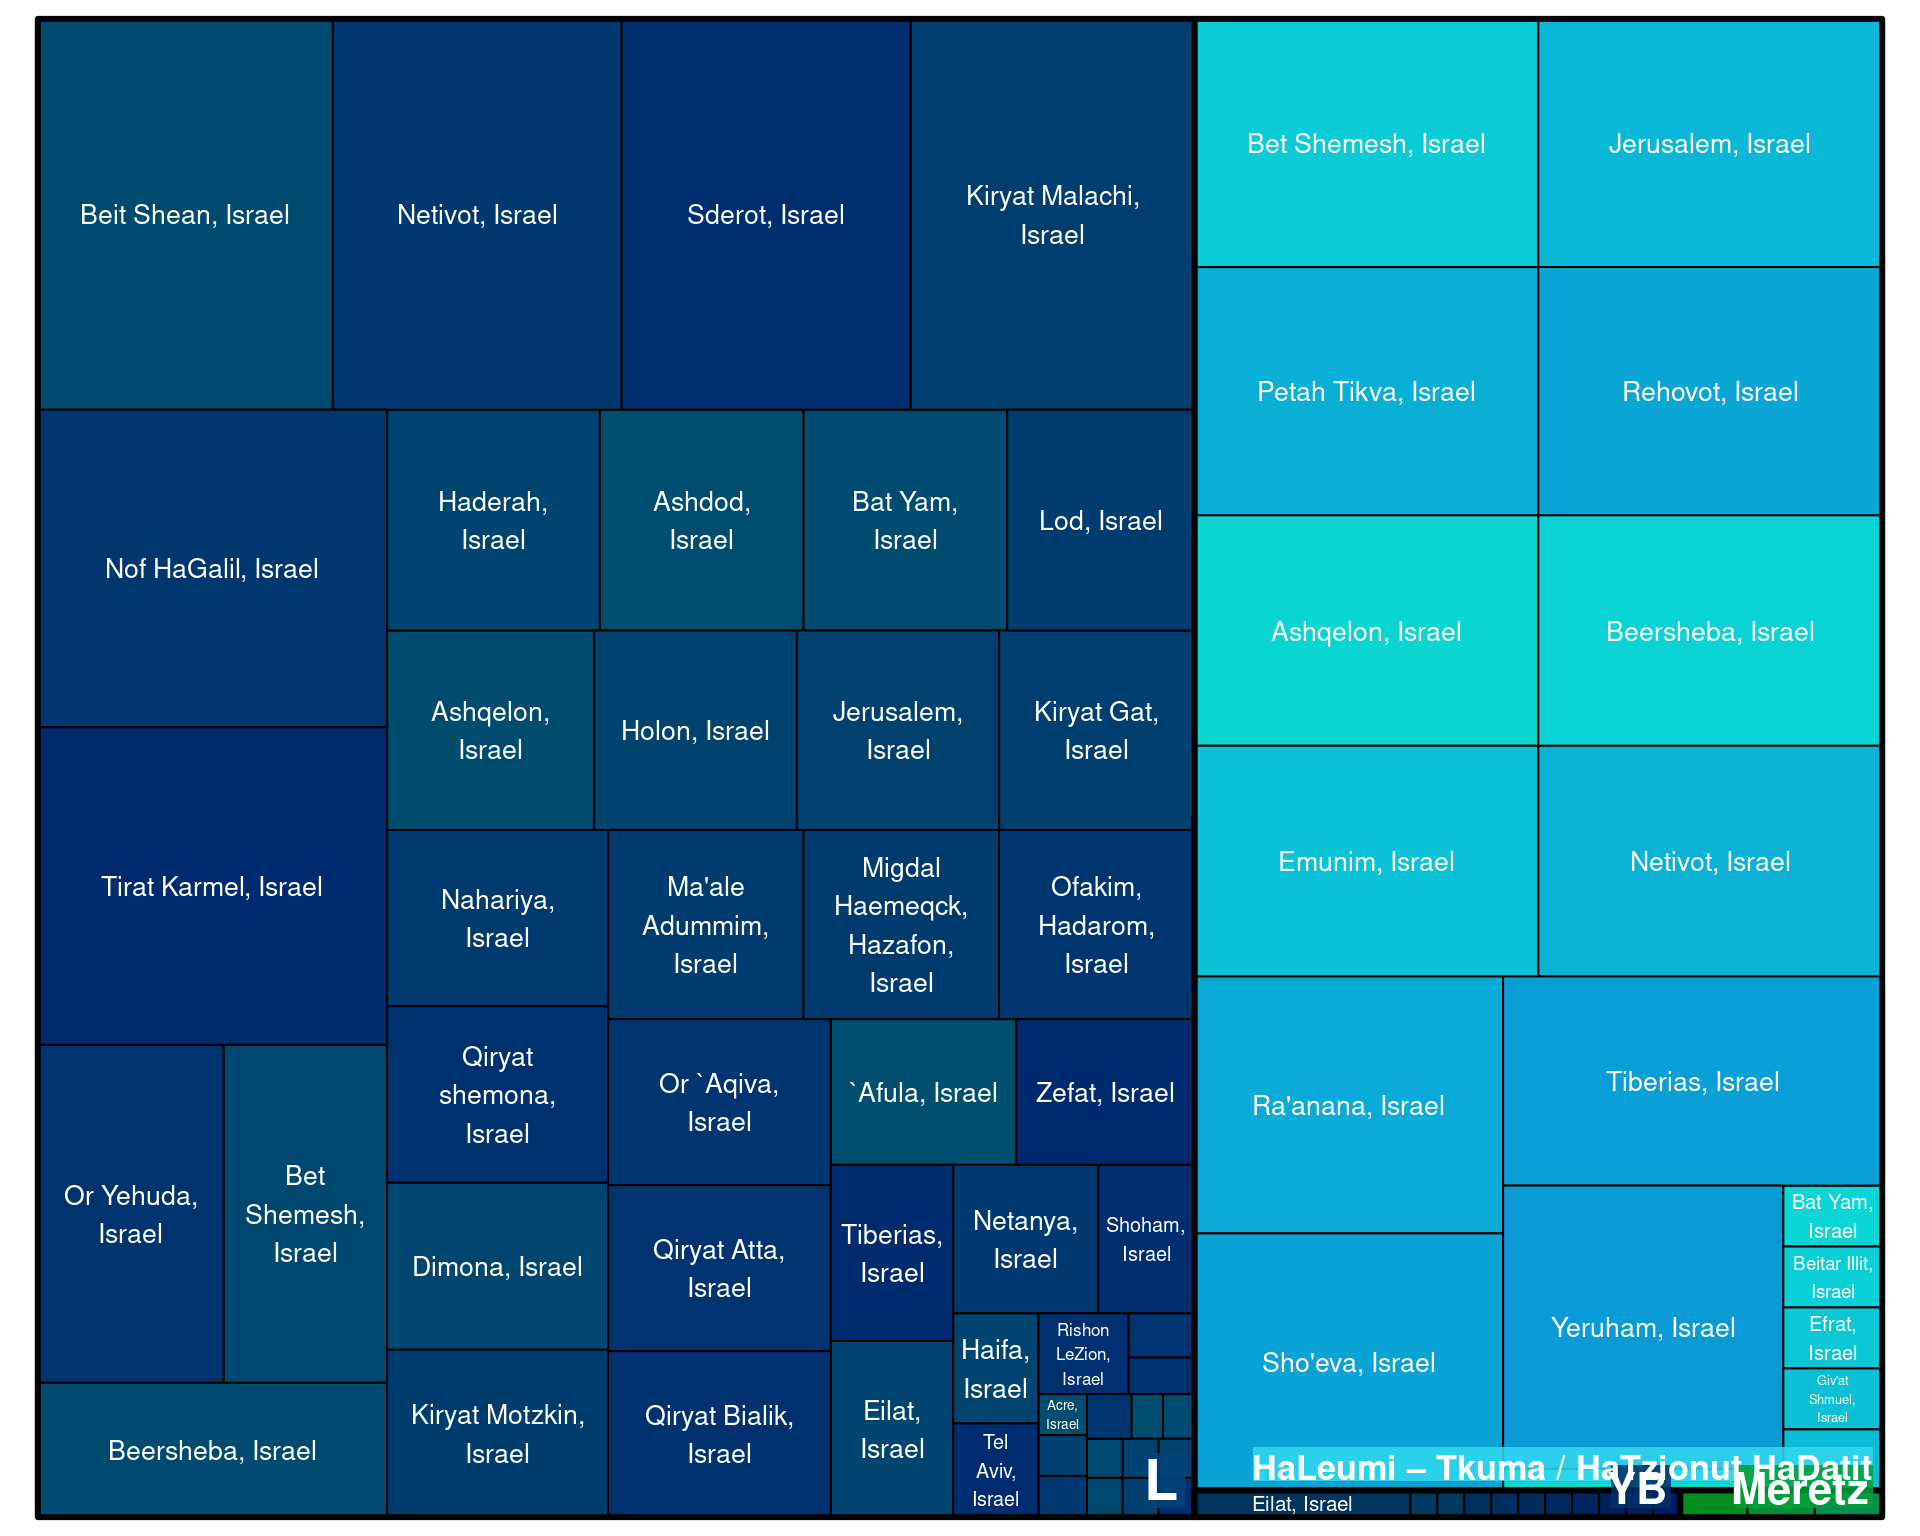 Beit Shean, Israel
Netivot, Israel
Sderot, Israel
Kiryat Malachi,
Israel
Nof HaGalil, Israel
Tirat Karmel, Israel
Or Yehuda,
Israel
Bet
Shemesh,
Israel
Beersheba, Israel
Haderah,
Israel
Ashdod,
Israel
Bat Yam,
Israel
Lod, Israel
Ashqelon,
Israel
Holon, Israel
Jerusalem,
Israel
Kiryat Gat,
Israel
Nahariya,
Israel
Ma'ale
Adummim,
Israel
Migdal
Haemeqck,
Hazafon,
Israel
Ofakim,
Hadarom,
Israel
Qiryat
shemona,
Israel
Dimona, Israel
Kiryat Motzkin,
Israel
Or `Aqiva,
Israel
Qiryat Atta,
Israel
Qiryat Bialik,
Israel
`Afula, Israel
Zefat, Israel
Tiberias,
Israel
Eilat,
Israel
Netanya,
Israel
Shoham,
Israel
Haifa,
Israel
Tel
Aviv,
Israel
Rishon
LeZion,
Israel
Acre,
Israel
L
Bet Shemesh, Israel
Jerusalem, Israel
Petah Tikva, Israel
Rehovot, Israel
Ashqelon, Israel
Beersheba, Israel
Emunim, Israel
Netivot, Israel
Ra'anana, Israel
Tiberias, Israel
Sho'eva, Israel
Yeruham, Israel
Bat Yam,
Israel
Beitar Illit,
Israel
Efrat,
Israel
Giv'at
Shmuel,
Israel
HaLeumi – Tkuma / HaTzionut HaDatit
Eilat, Israel
YB
Meretz